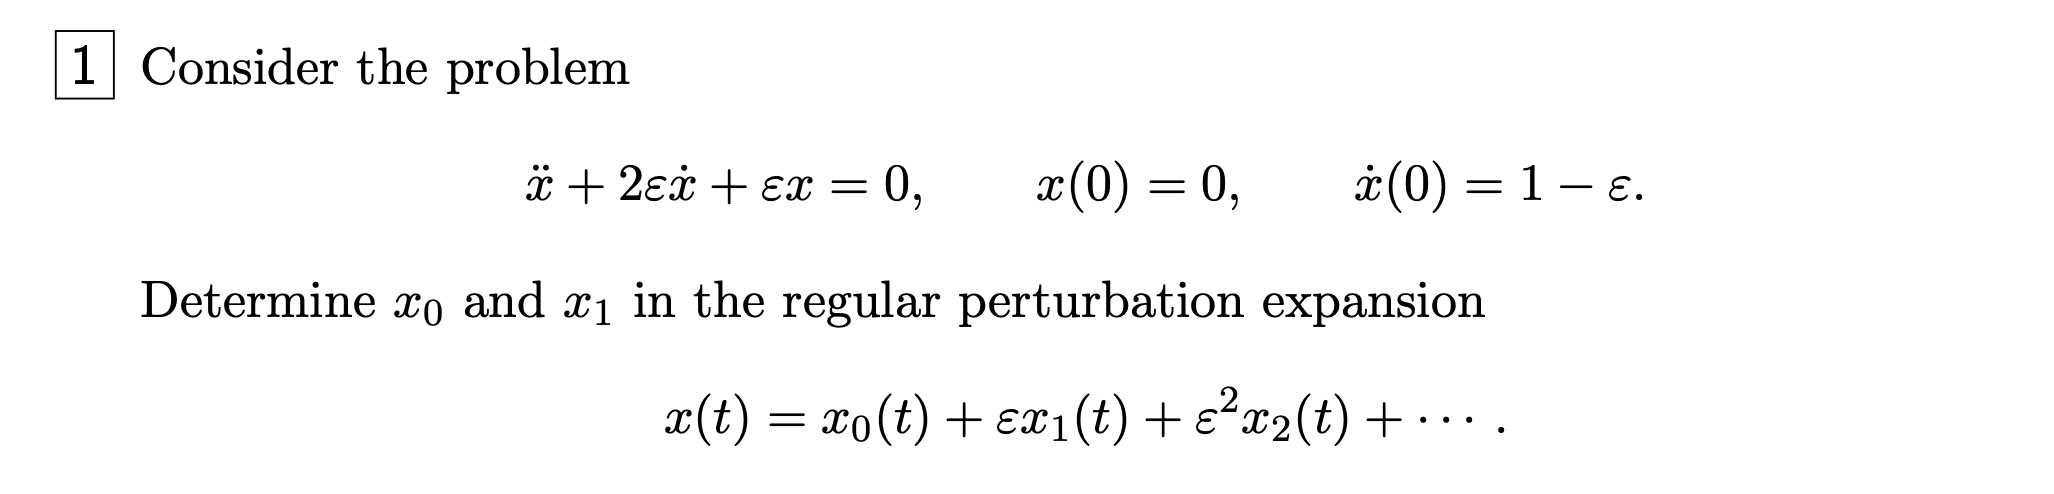 1 Consider the problem
ẍ + 2εẋ + εx = 0, x(0) = 0, ẋ(0) = 1 − ε.
Determine x₀ and x₁ in the regular perturbation expansion
x(t) = x₀(t) + εx₁(t) + ε²x₂(t) + ⋯ .